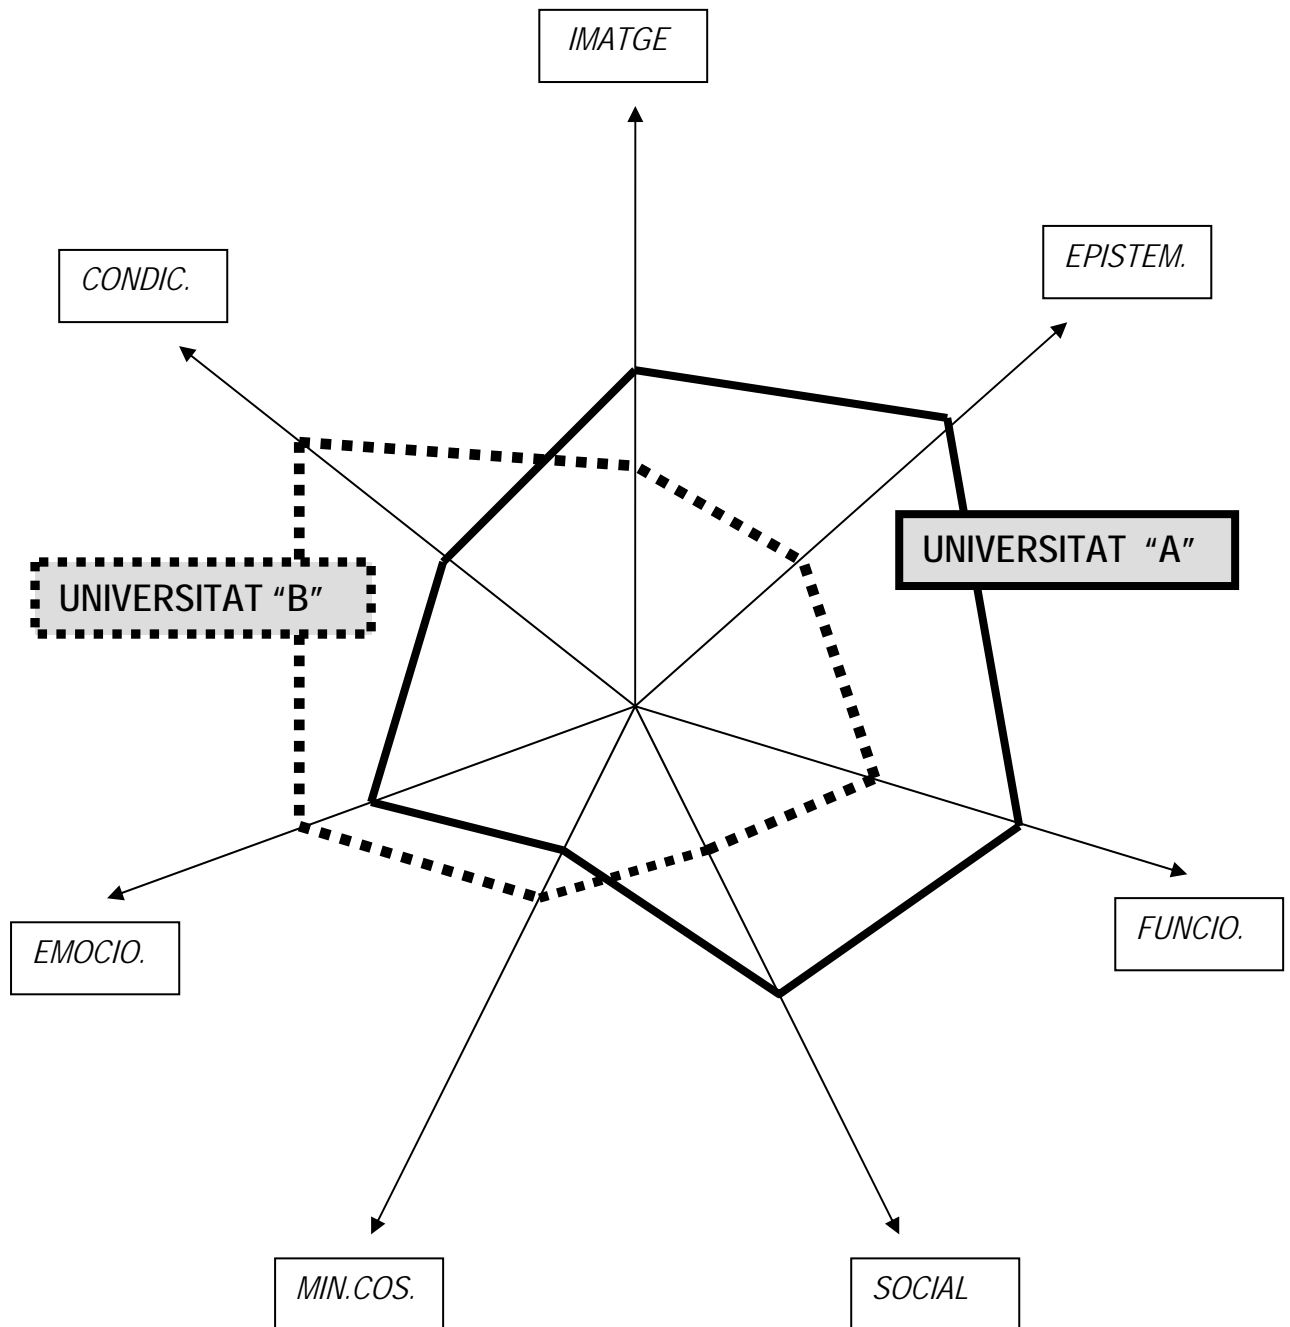 IMATGE
EPISTEM.
CONDIC.
UNIVERSITAT “A”
UNIVERSITAT “B”
FUNCIO.
EMOCIO.
MIN.COS.
SOCIAL